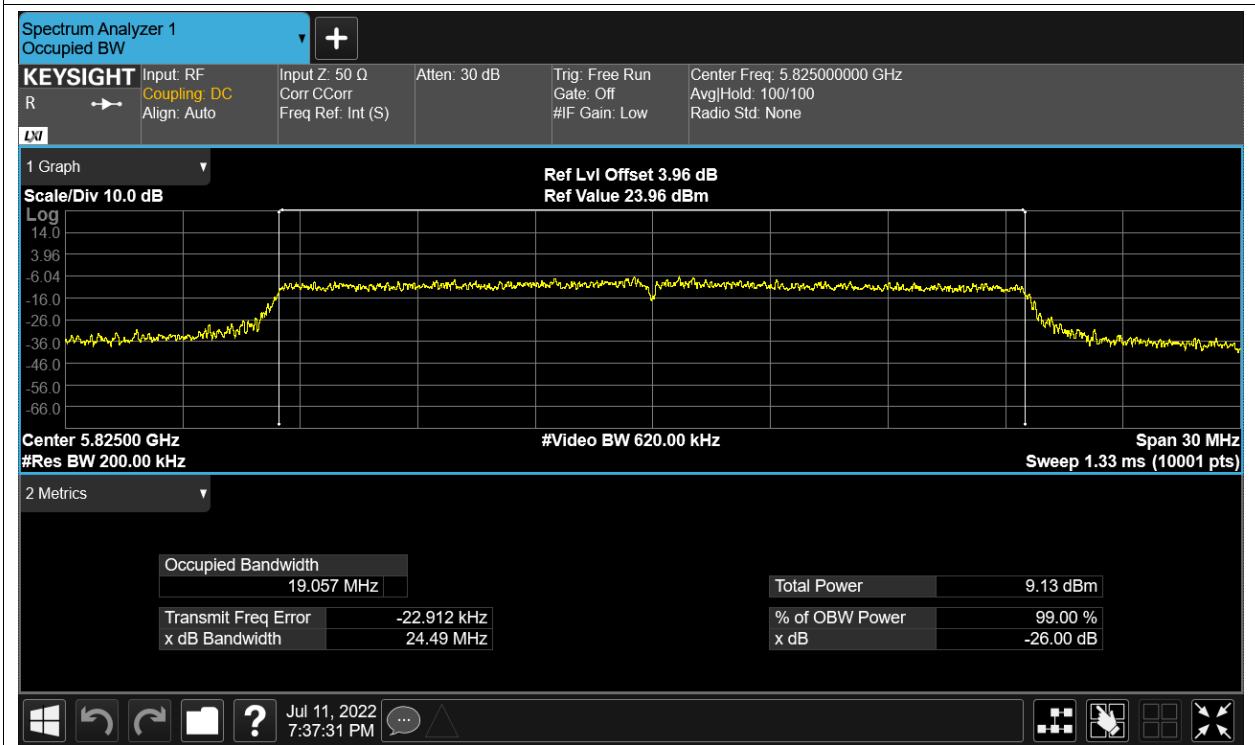 Spectrum Analyzer 1
Occupied BW
KEYSIGHT
R
LXI
Input: RF
Coupling: DC
Align: Auto
Input Z: 50 Ω
Corr CCorr
Freq Ref: Int (S)
Atten: 30 dB
Trig: Free Run
Gate: Off
#IF Gain: Low
Center Freq: 5.825000000 GHz
Avg|Hold: 100/100
Radio Std: None
1 Graph
Scale/Div 10.0 dB
Ref Lvl Offset 3.96 dB
Ref Value 23.96 dBm
Log
14.0
3.96
-6.04
-16.0
-26.0
-36.0
-46.0
-56.0
-66.0
Center 5.82500 GHz
#Video BW 620.00 kHz
Span 30 MHz
#Res BW 200.00 kHz
Sweep 1.33 ms (10001 pts)
2 Metrics
Occupied Bandwidth
19.057 MHz
Total Power 9.13 dBm
Transmit Freq Error -22.912 kHz
% of OBW Power 99.00 %
x dB Bandwidth 24.49 MHz
x dB -26.00 dB
?
Jul 11, 2022
7:37:31 PM